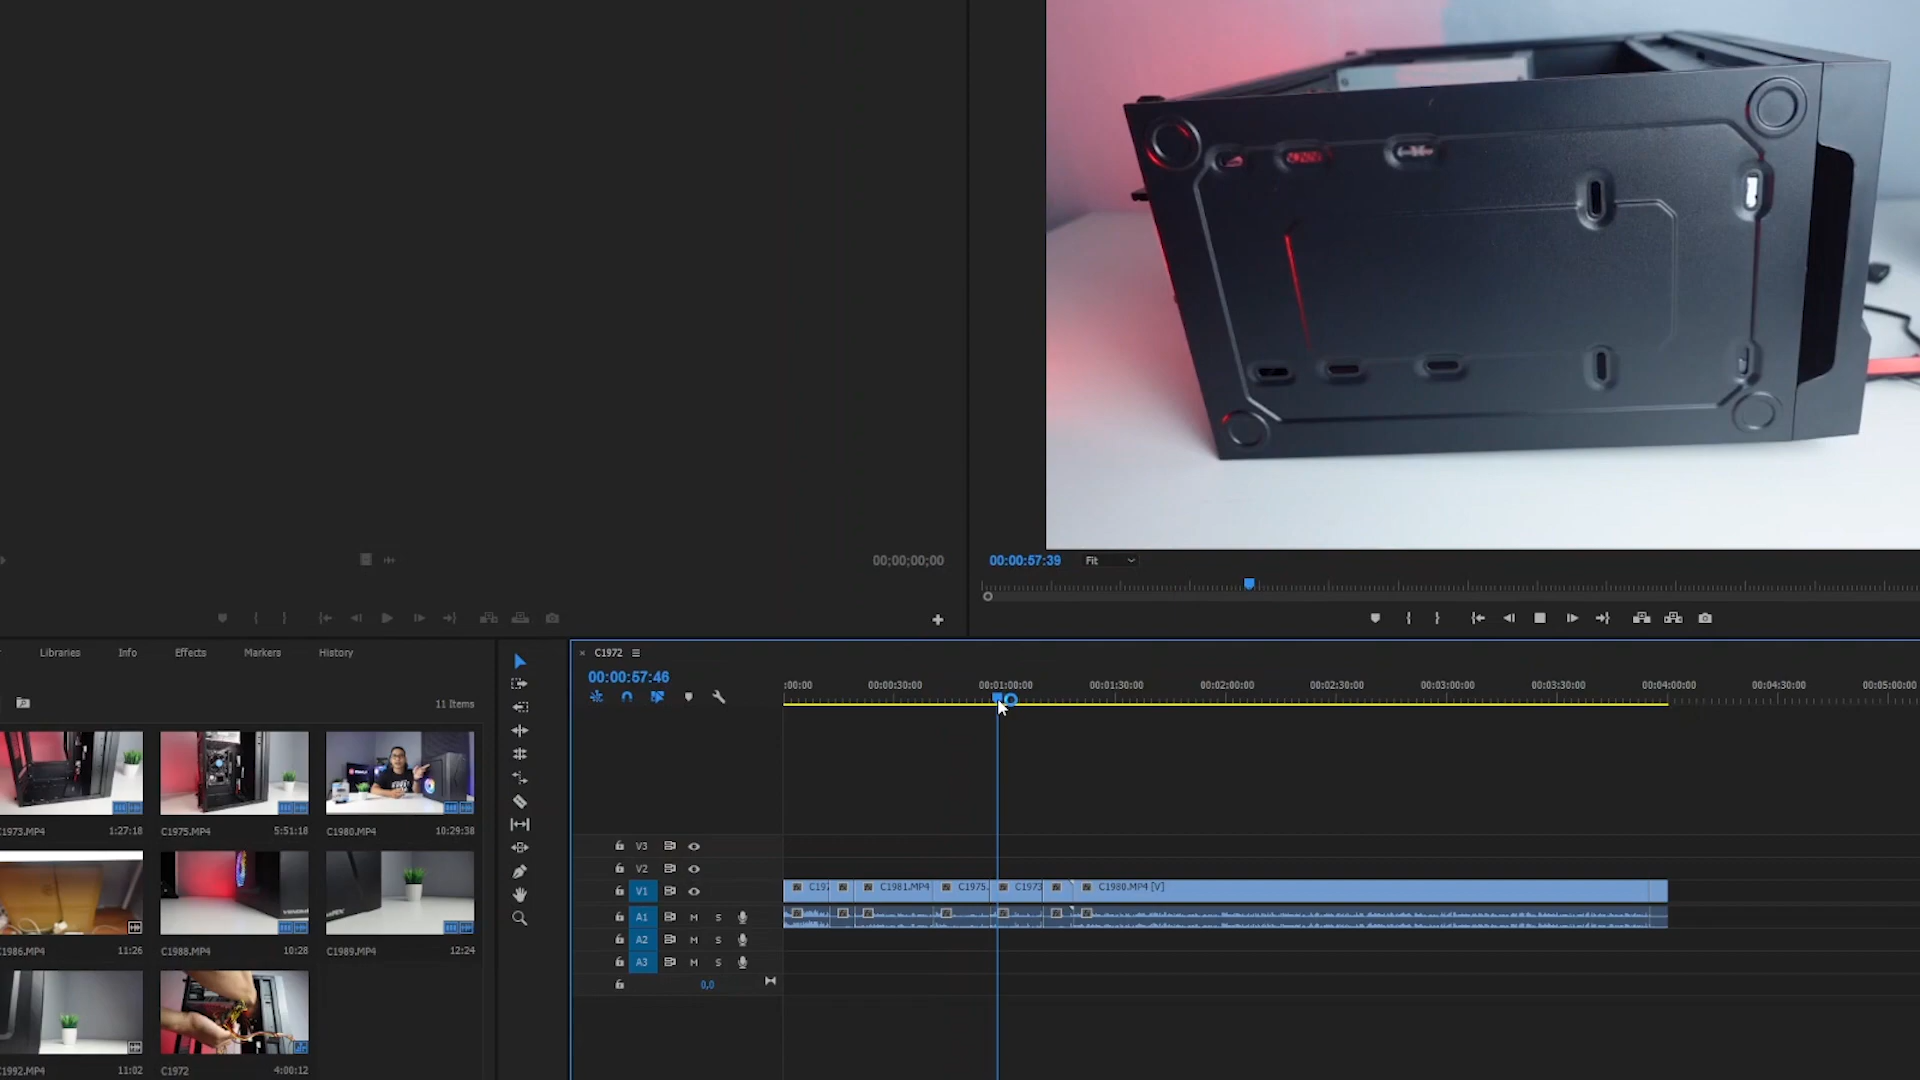 00;00;00;00
00:00:57:39
Fit
Libraries
Info
Effects
Markers
History
11 Items
C1973.MP4 1:27:18
C1975.MP4 5:51:18
C1980.MP4 10:29:38
C1986.MP4 11:26
C1988.MP4 10:28
C1989.MP4 12:24
C1992.MP4 11:02
C1972 4:00:12
× C1972
00:00:57:46
:00:00 00:00:30:00 00:01:00:00 00:01:30:00 00:02:00:00 00:02:30:00 00:03:00:00 00:03:30:00 00:04:00:00 00:04:30:00 00:05:00:00
V3
V2
V1 C197 C1981.MP4 C1975. C1973 C1980.MP4 [V]
A1 M S
A2 M S
A3 M S
0,0